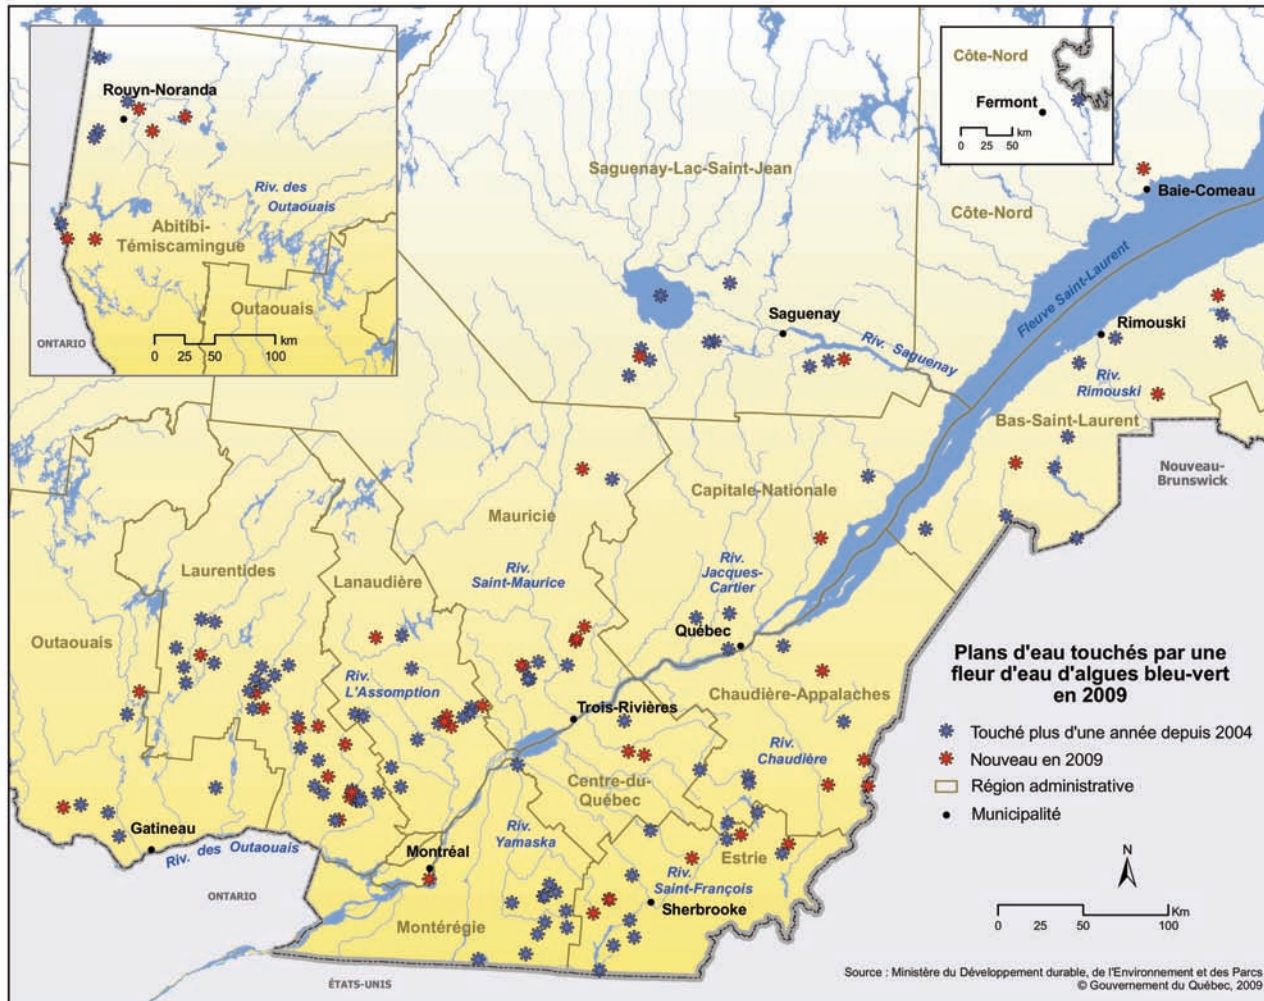 Rouyn-Noranda
Riv. des
Outaouais
Abitibi-
Témiscamingue
Outaouais
ONTARIO
0 25 50 100
km
Côte-Nord
Fermont
km
0 25 50
Saguenay-Lac-Saint-Jean
Côte-Nord
Baie-Comeau
Fleuve Saint-Laurent
Saguenay
Riv. Saguenay
Rimouski
Riv.
Rimouski
Bas-Saint-Laurent
Nouveau-
Brunswick
Capitale-Nationale
Mauricie
Riv.
Saint-Maurice
Riv.
Jacques-
Cartier
Laurentides
Lanaudière
Outaouais
Québec
Riv.
L'Assomption
Trois-Rivières
Chaudière-Appalaches
Riv.
Chaudière
Centre-du-
Québec
Gatineau
Riv. des Outaouais
Montréal
Riv.
Yamaska
Estrie
Riv.
Saint-François
Sherbrooke
ONTARIO
Montérégie
ÉTATS-UNIS
Plans d'eau touchés par une
fleur d'eau d'algues bleu-vert
en 2009
Touché plus d'une année depuis 2004
Nouveau en 2009
Région administrative
Municipalité
N
0 25 50 100
Km
Source : Ministère du Développement durable, de l'Environnement et des Parcs
© Gouvernement du Québec, 2009